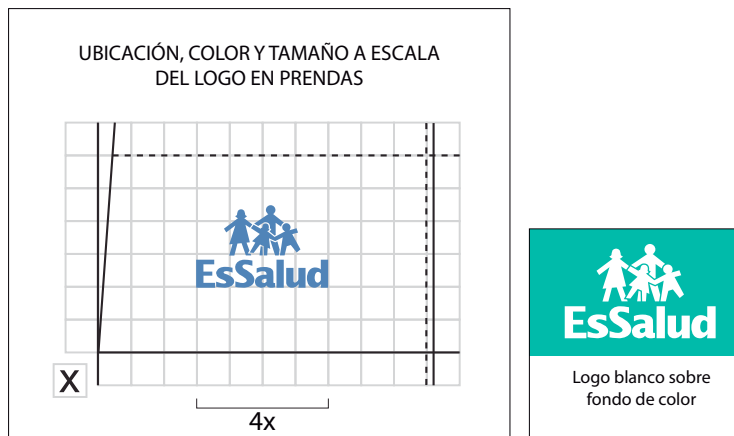 UBICACIÓN, COLOR Y TAMAÑO A ESCALA
DEL LOGO EN PRENDAS
EsSalud
X
4x
EsSalud
Logo blanco sobre
fondo de color